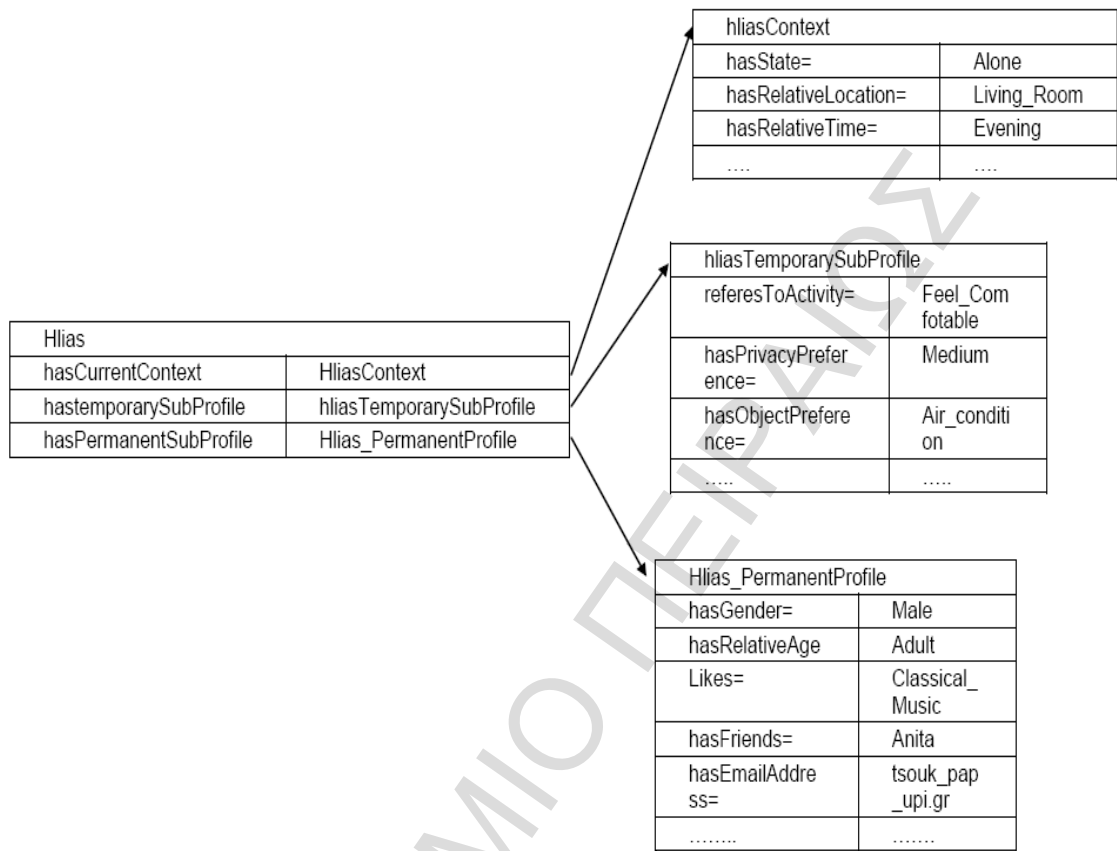 hliasContext
hasState= Alone
hasRelativeLocation= Living_Room
hasRelativeTime= Evening
…. ….
hliasTemporarySubProfile
referesToActivity= Feel_Com
fotable
hasPrivacyPrefer Medium
ence=
hasObjectPrefere Air_conditi
nce= on
….. …..
Hlias
hasCurrentContext HliasContext
hastemporarySubProfile hliasTemporarySubProfile
hasPermanentSubProfile Hlias_PermanentProfile
Hlias_PermanentProfile
hasGender= Male
hasRelativeAge Adult
Likes= Classical_
Music
hasFriends= Anita
hasEmailAddre tsouk_pap
ss= _upi.gr
…….. …….
ΜΙΟ ΠΕΙΡΑΙΩΣ